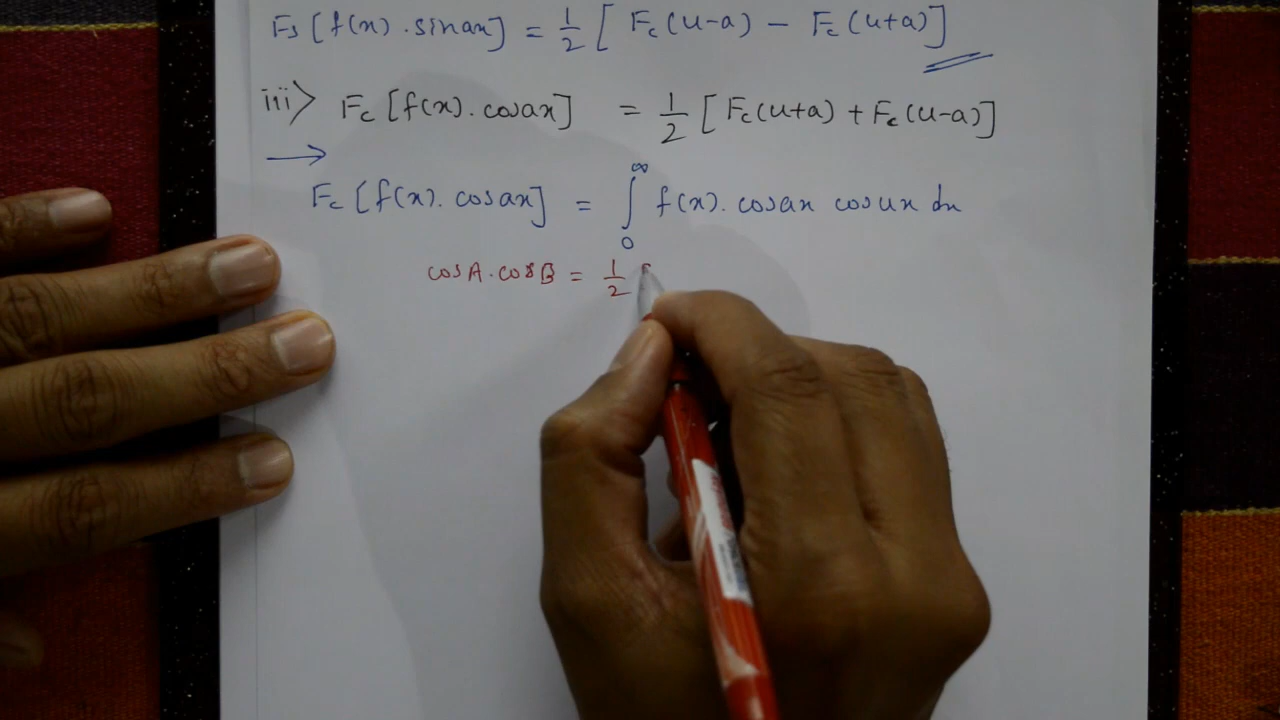 Fs [f(x) . sinax] = 1/2 [ Fc (u-a) - Fc (u+a) ]
iii> Fc [f(x) . cosax] = 1/2 [ Fc (u+a) + Fc (u-a) ]
→
Fc [f(x). cosax] = ∫₀^∞ f(x). cosax cosux dx
cosA . cosB = 1/2 [